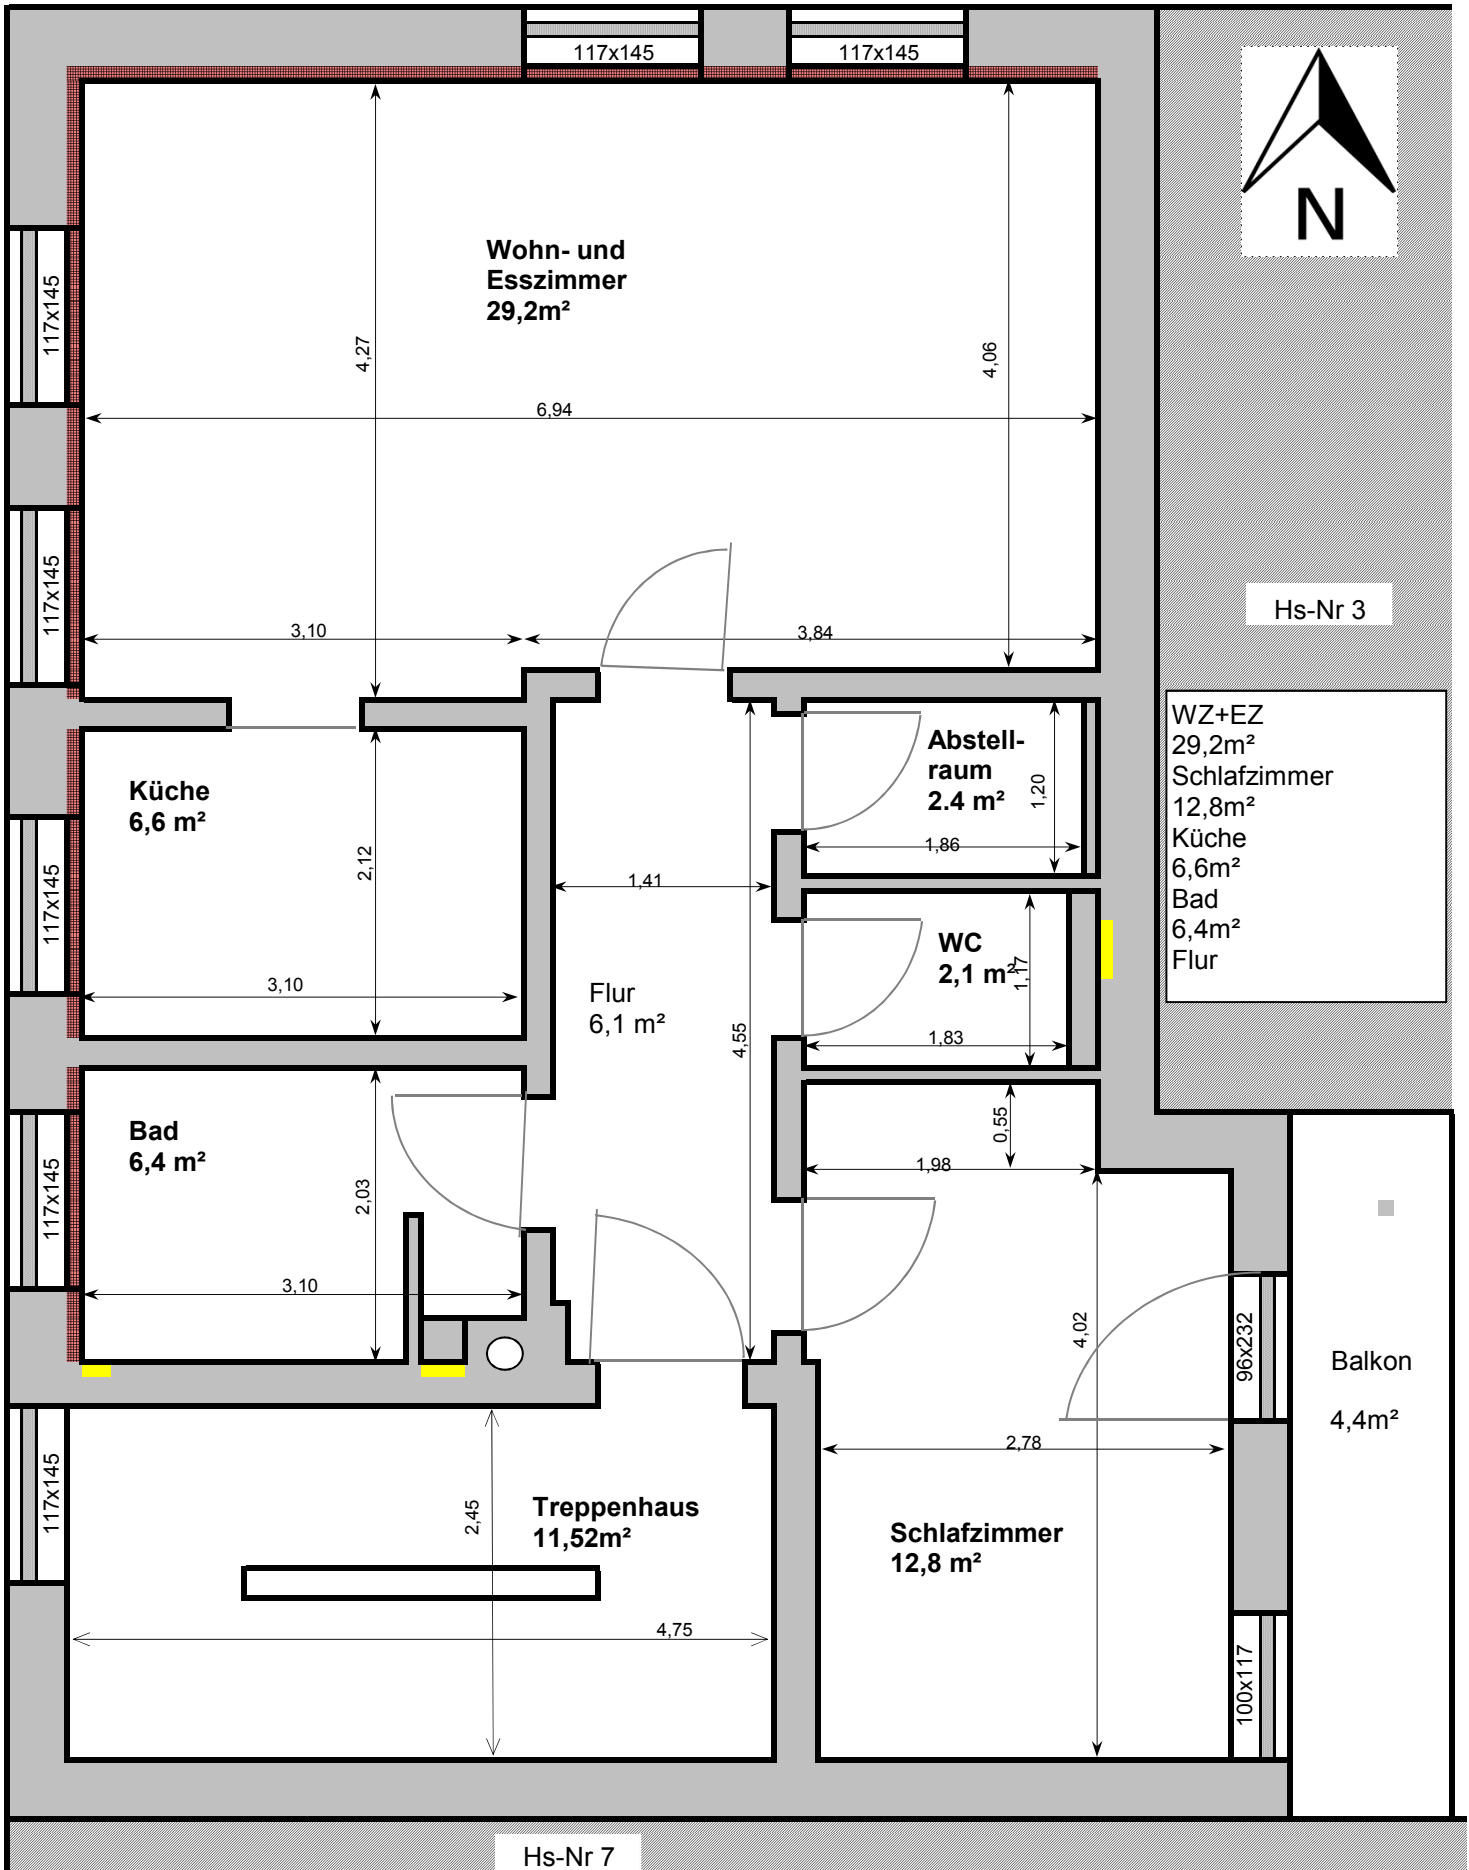 117x145
117x145
N
Wohn- und
Esszimmer
29,2m²
117x145
4,27
4,06
6,94
117x145
3,10
3,84
Hs-Nr 3
WZ+EZ
29,2m²
Schlafzimmer
12,8m²
Küche
6,6m²
Bad
6,4m²
Flur
Küche
6,6 m²
117x145
2,12
3,10
Abstell-
raum
2.4 m²
1,20
1,86
1,41
WC
2,1 m²
1,17
1,83
Flur
6,1 m²
4,55
Bad
6,4 m²
117x145
2,03
3,10
0,55
1,98
4,02
96x232
Balkon
4,4m²
2,78
117x145
2,45
Treppenhaus
11,52m²
Schlafzimmer
12,8 m²
4,75
100x117
Hs-Nr 7